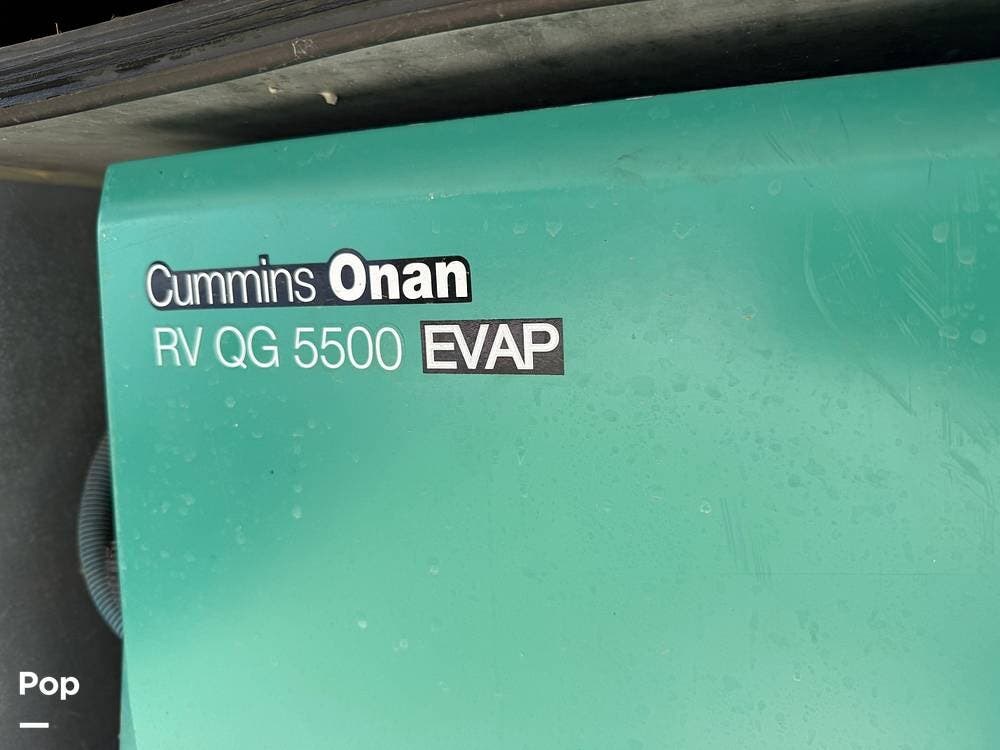 Cummins Onan
RV QG 5500 EVAP
Pop